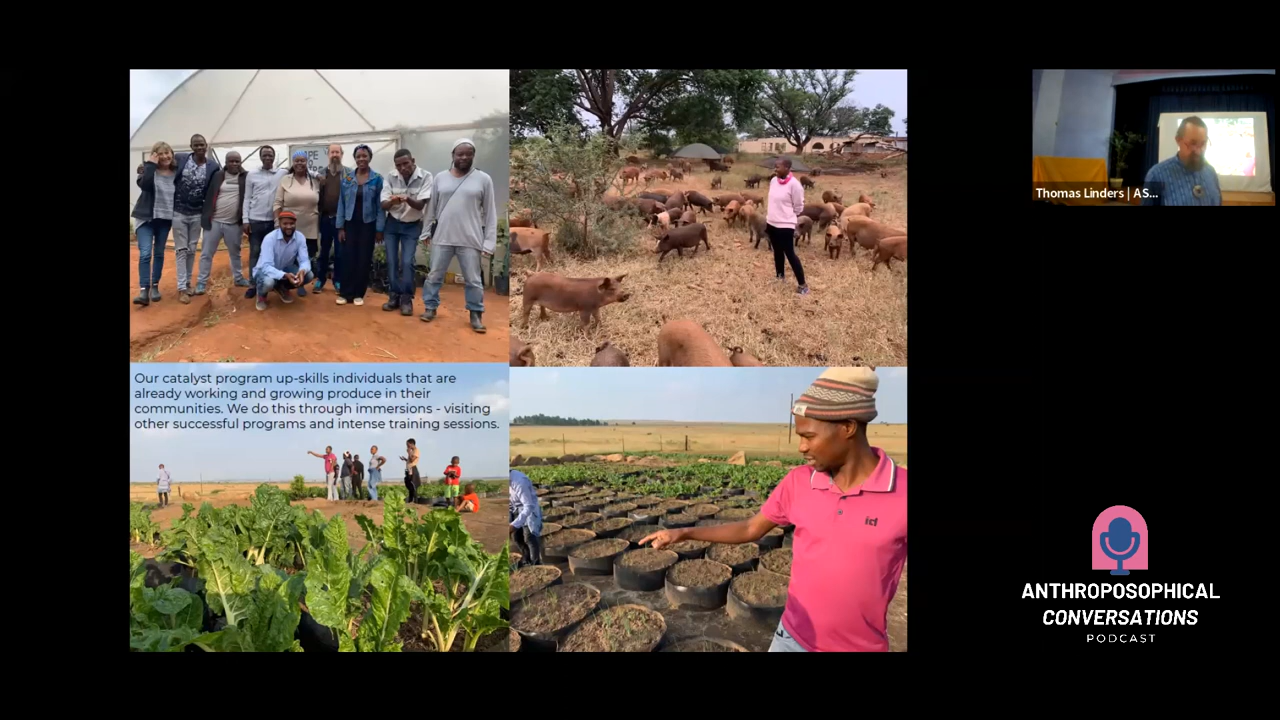 Our catalyst program up-skills individuals that are
already working and growing produce in their
communities. We do this through immersions - visiting
other successful programs and intense training sessions.
id
Thomas Linders | AS...
ANTHROPOSOPHICAL
CONVERSATIONS
PODCAST